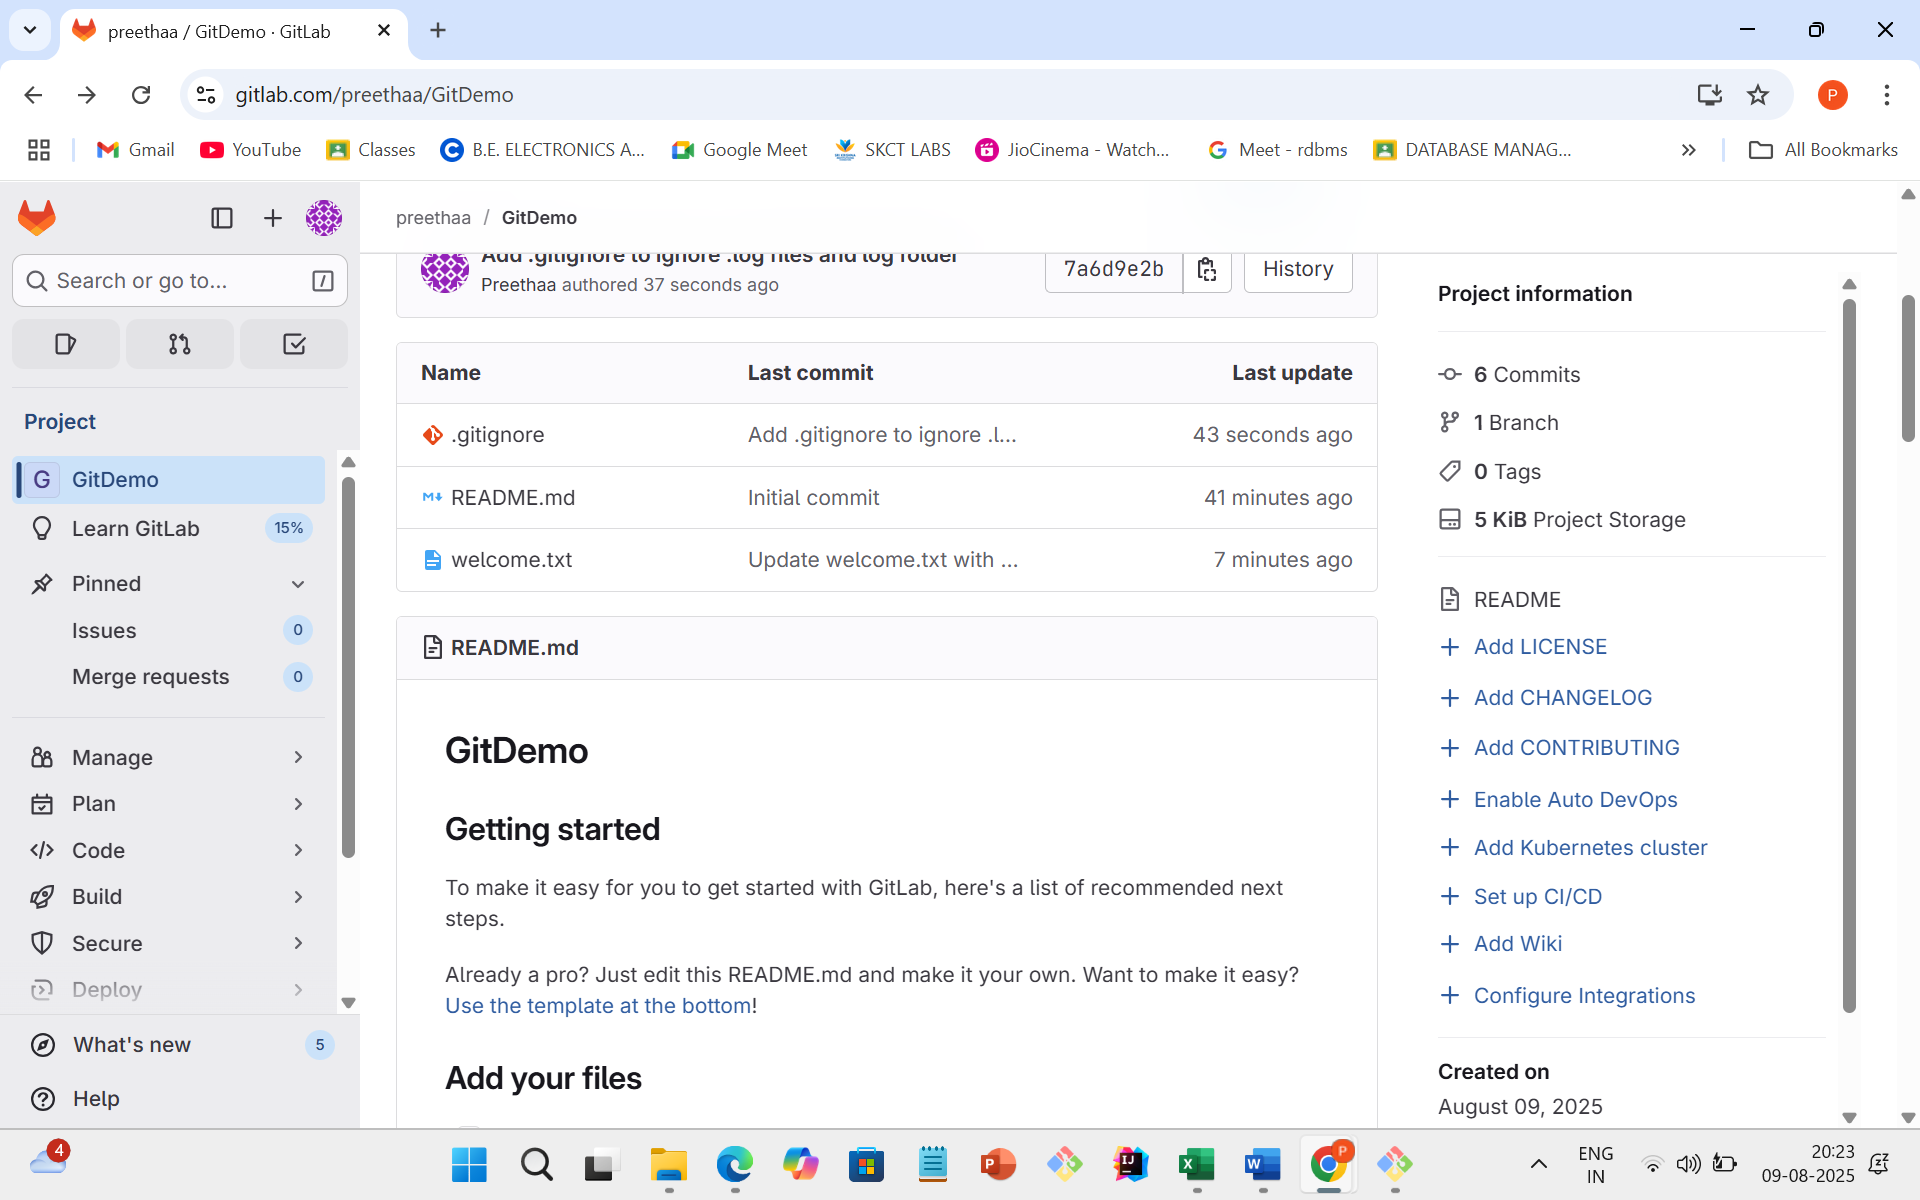 preethaa / GitDemo · GitLab
gitlab.com/preethaa/GitDemo
P
Gmail
YouTube
Classes
B.E. ELECTRONICS A...
Google Meet
SKCT LABS
JioCinema - Watch...
Meet - rdbms
DATABASE MANAG...
All Bookmarks
preethaa / GitDemo
Search or go to...
/
Project
G GitDemo
Learn GitLab 15%
Pinned
Issues 0
Merge requests 0
Manage
Plan
Code
Build
Secure
Deploy
What's new 5
Help
Add .gitignore to ignore .log files and log folder
Preethaa authored 37 seconds ago
7a6d9e2b
History
Name Last commit Last update
.gitignore Add .gitignore to ignore .l... 43 seconds ago
README.md Initial commit 41 minutes ago
welcome.txt Update welcome.txt with ... 7 minutes ago
README.md
GitDemo
Getting started
To make it easy for you to get started with GitLab, here's a list of recommended next
steps.
Already a pro? Just edit this README.md and make it your own. Want to make it easy?
Use the template at the bottom!
Add your files
Project information
6 Commits
1 Branch
0 Tags
5 KiB Project Storage
README
Add LICENSE
Add CHANGELOG
Add CONTRIBUTING
Enable Auto DevOps
Add Kubernetes cluster
Set up CI/CD
Add Wiki
Configure Integrations
Created on
August 09, 2025
4
P
IJ
X
W
P
ENG
IN
20:23
09-08-2025